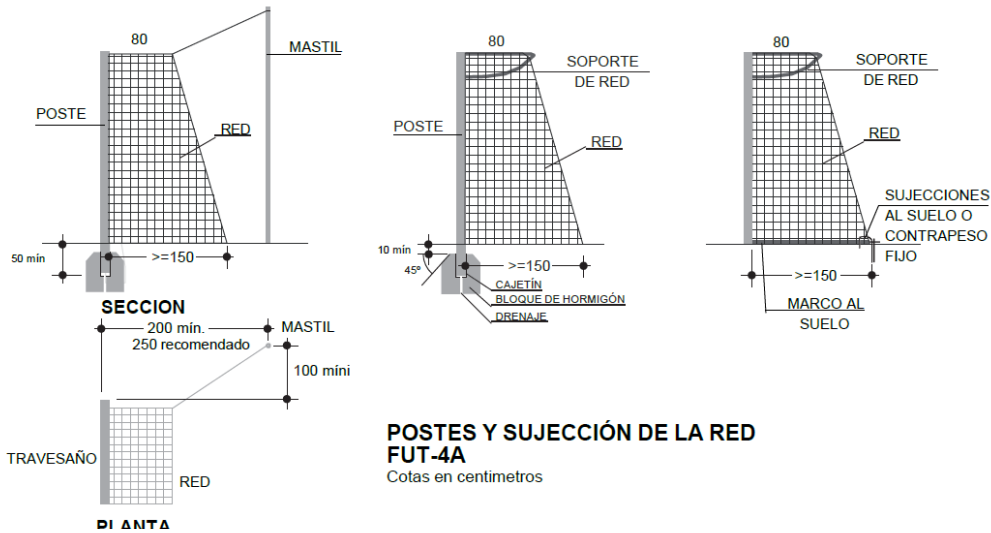 80
MASTIL
POSTE
RED
50 mín
>=150
SECCION
200 mín.
250 recomendado
MASTIL
100 míni
TRAVESAÑO
RED
PLANTA
80
SOPORTE
DE RED
POSTE
RED
10 mín
45º
>=150
CAJETÍN
BLOQUE DE HORMIGÓN
DRENAJE
80
SOPORTE
DE RED
RED
SUJECCIONES
AL SUELO O
CONTRAPESO
FIJO
>=150
MARCO AL
SUELO
POSTES Y SUJECCIÓN DE LA RED
FUT-4A
Cotas en centimetros